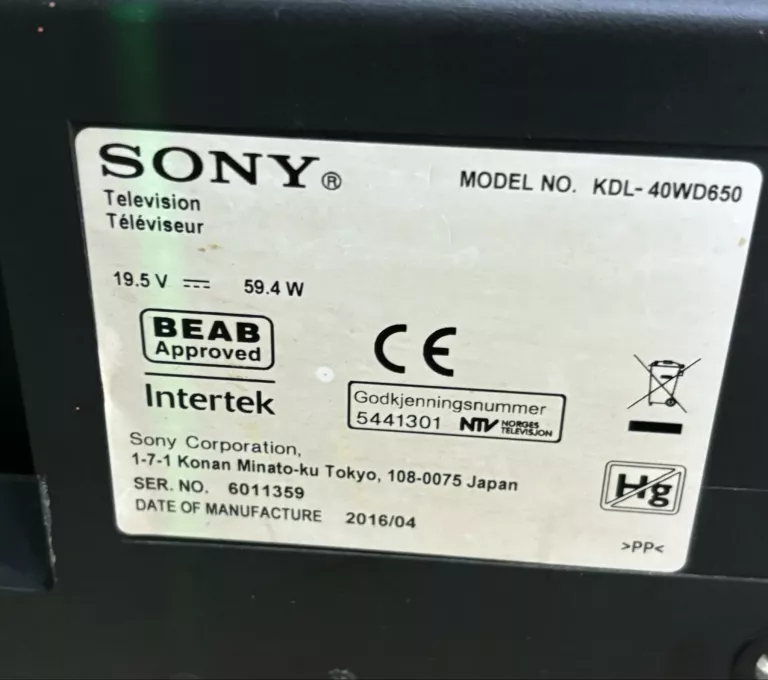 SONY®
MODEL NO. KDL-40WD650
Television
Téléviseur
19.5 V 59.4 W
BEAB
Approved
Intertek
CE
Godkjenningsnummer
5441301 NTV NORGES
TELEVISJON
Sony Corporation,
1-7-1 Konan Minato-ku Tokyo, 108-0075 Japan
SER. NO. 6011359
DATE OF MANUFACTURE 2016/04
Hg
>PP<